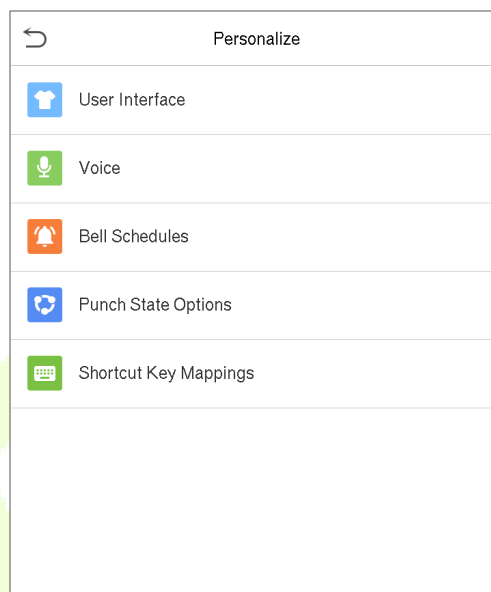 Personalize
User Interface
Voice
Bell Schedules
Punch State Options
Shortcut Key Mappings